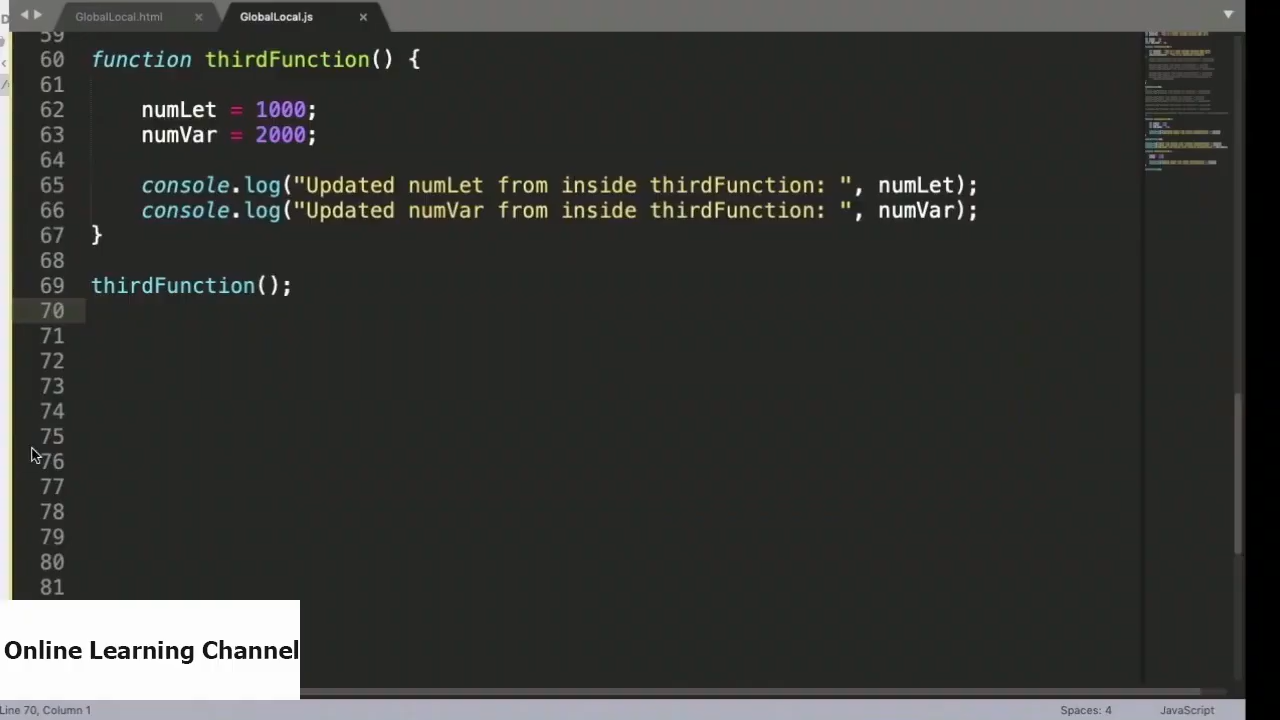 GlobalLocal.html
GlobalLocal.js
59
60 function thirdFunction() {
61
62 numLet = 1000;
63 numVar = 2000;
64
65 console.log("Updated numLet from inside thirdFunction: ", numLet);
66 console.log("Updated numVar from inside thirdFunction: ", numVar);
67 }
68
69 thirdFunction();
70
71
72
73
74
75
76
77
78
79
80
81
Online Learning Channel
Line 70, Column 1
Spaces: 4
JavaScript